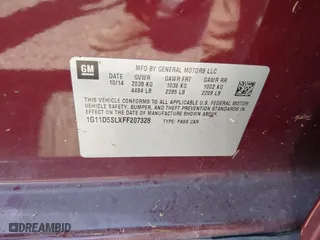 GM
MFD BY GENERAL MOTORS LLC
DATE GVWR GAWR FRT GAWR RR
10/14 2038 KG 1036 KG 1002 KG
4494 LB 2285 LB 2209 LB
THIS VEHICLE CONFORMS TO ALL APPLICABLE U.S. FEDERAL
MOTOR VEHICLE SAFETY, BUMPER, AND THEFT PREVENTION
STANDARDS IN EFFECT ON THE DATE OF MANUFACTURE SHOWN ABOVE.
1G11D5SLXFF207328 TYPE: PASS CAR
DREAMBID